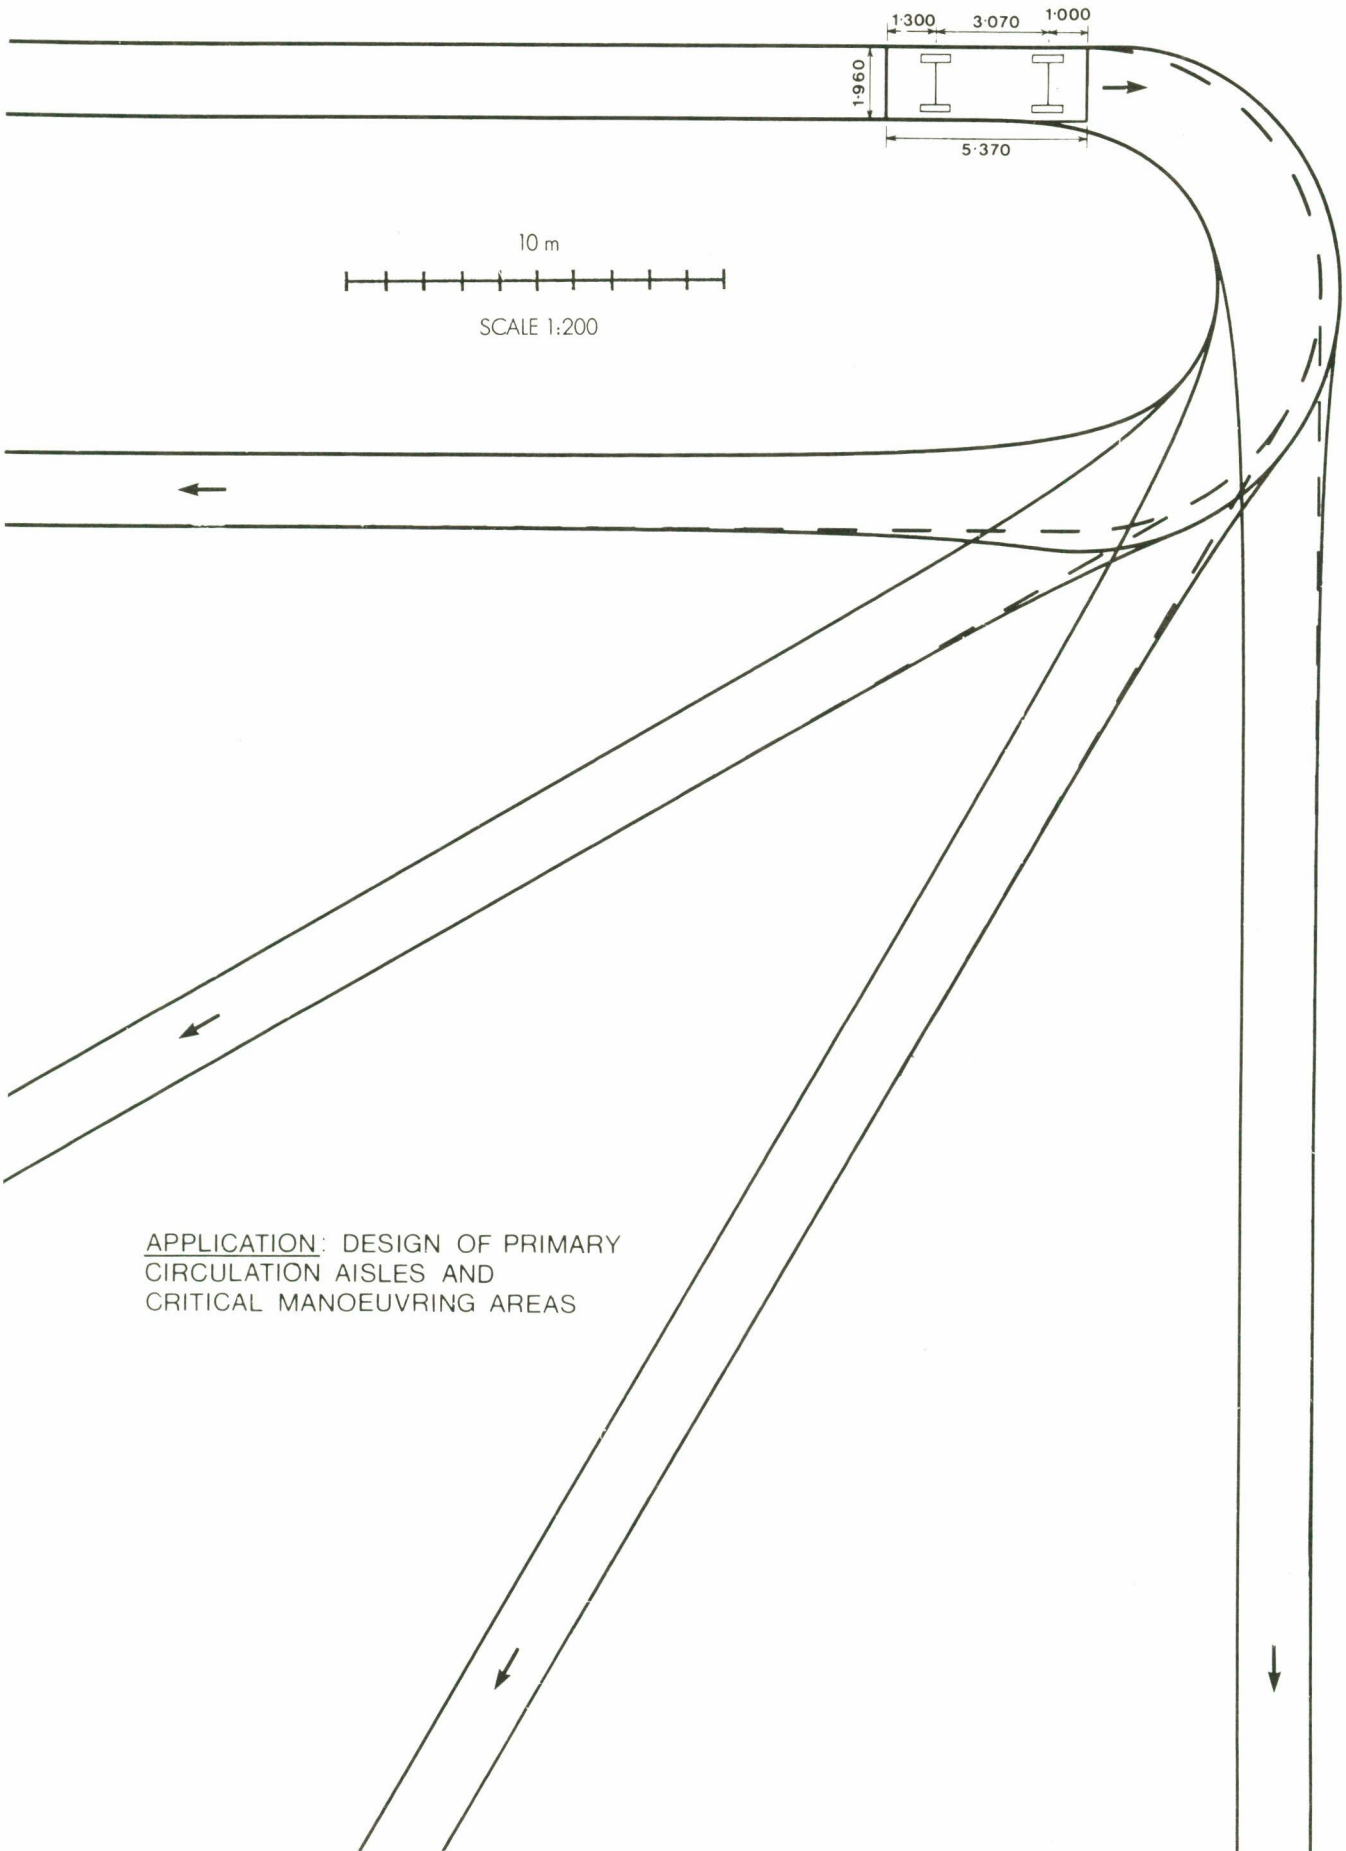 1·300 3·070 1·000
1·960
5·370
10 m
SCALE 1:200
APPLICATION: DESIGN OF PRIMARY
CIRCULATION AISLES AND
CRITICAL MANOEUVRING AREAS